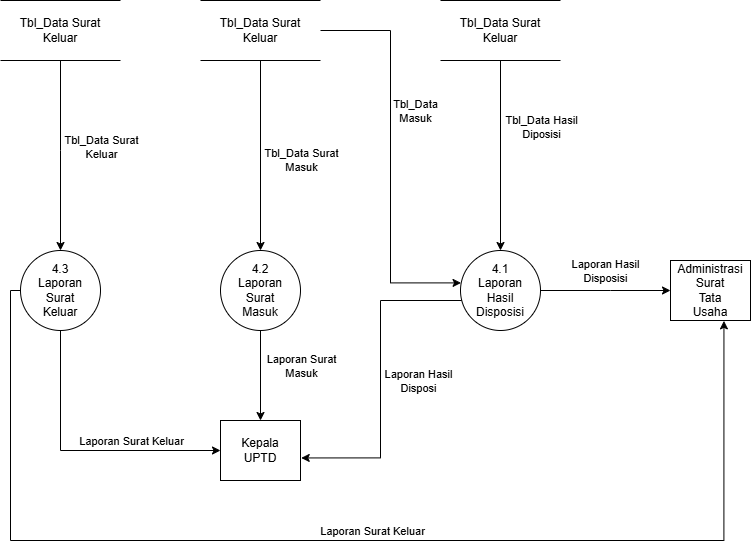 Tbl_Data Surat
Keluar
Tbl_Data Surat
Keluar
Tbl_Data Surat
Keluar
Tbl_Data
Masuk
Tbl_Data Hasil
Diposisi
Tbl_Data Surat
Keluar
Tbl_Data Surat
Masuk
4.3
Laporan
Surat
Keluar
4.2
Laporan
Surat
Masuk
4.1
Laporan
Hasil
Disposisi
Laporan Hasil
Disposisi
Administrasi
Surat
Tata
Usaha
Laporan Surat
Masuk
Laporan Hasil
Disposi
Laporan Surat Keluar
Kepala
UPTD
Laporan Surat Keluar